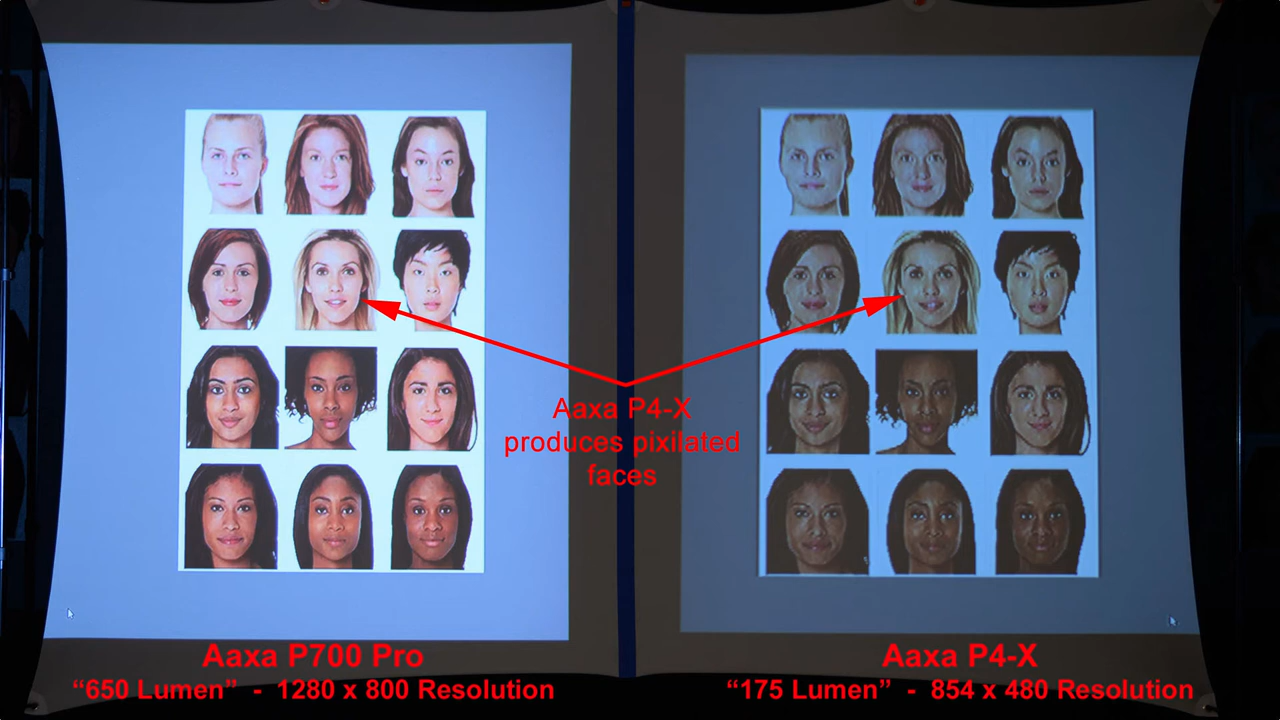 Aaxa P4-X
produces pixilated
faces
Aaxa P700 Pro
“650 Lumen” - 1280 x 800 Resolution
Aaxa P4-X
“175 Lumen” - 854 x 480 Resolution